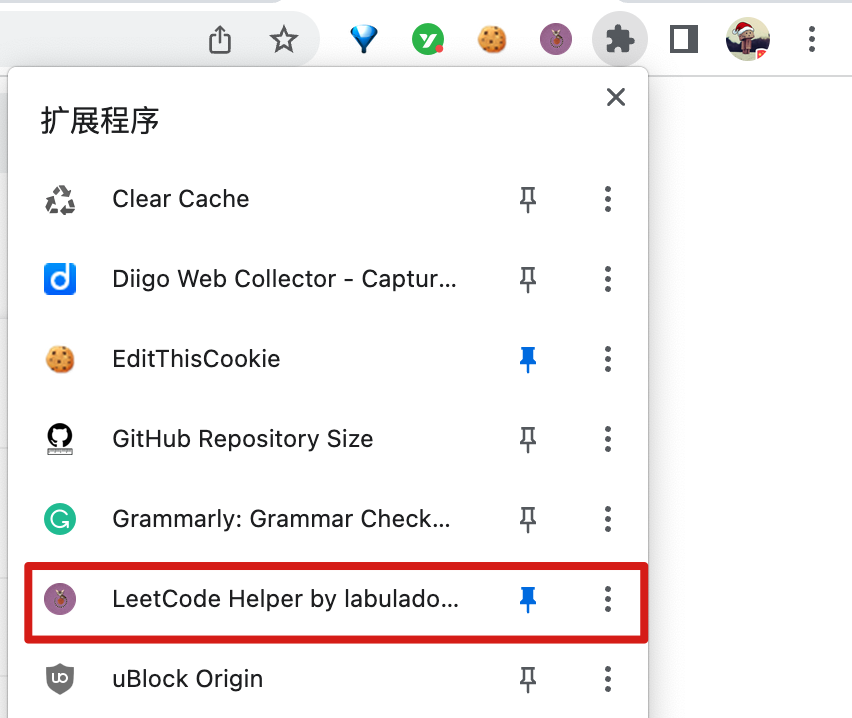 扩展程序
Clear Cache
Diigo Web Collector - Captur...
EditThisCookie
GitHub Repository Size
Grammarly: Grammar Check...
LeetCode Helper by labulado...
uBlock Origin